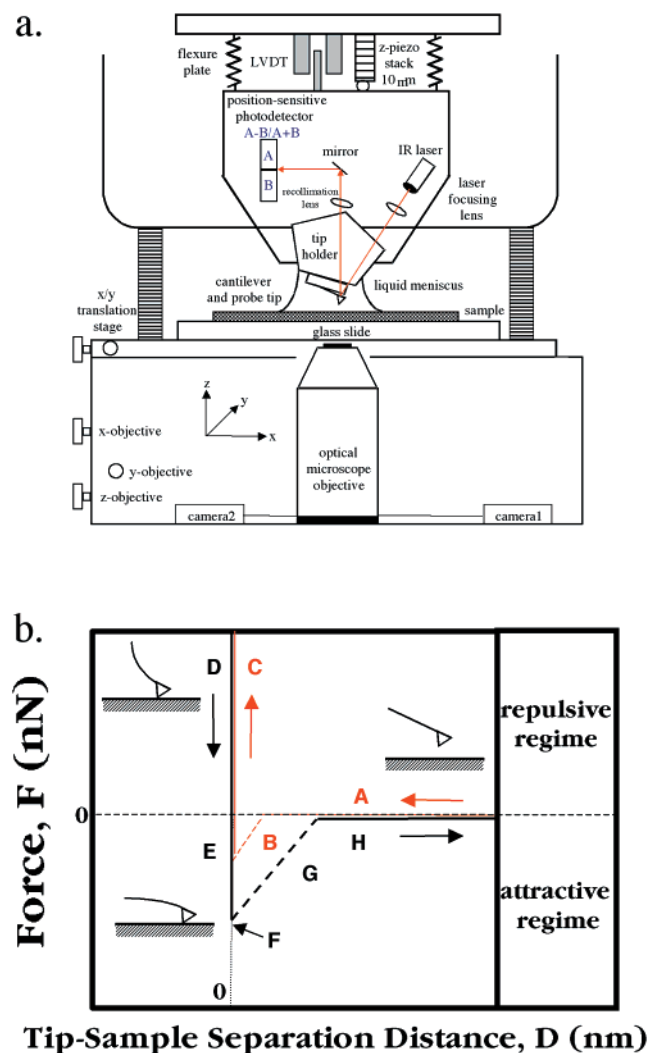 a.
flexure
plate
LVDT
z-piezo
stack
10 mm
position-sensitive
photodetector
A-B/A+B
A
B
mirror
IR laser
recollimation
lens
laser
focusing
lens
tip
holder
cantilever
and probe tip
liquid meniscus
x/y
translation
stage
sample
glass slide
z
y
x
x-objective
y-objective
z-objective
optical
microscope
objective
camera2
camera1
b.
Force, F (nN)
0
D
C
A
B
E
G
H
F
0
repulsive
regime
attractive
regime
Tip-Sample Separation Distance, D (nm)